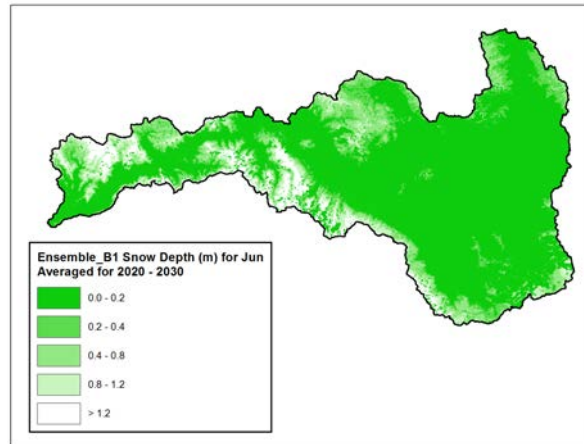 Ensemble_B1 Snow Depth (m) for Jun
Averaged for 2020 - 2030
0.0 - 0.2
0.2 - 0.4
0.4 - 0.8
0.8 - 1.2
> 1.2